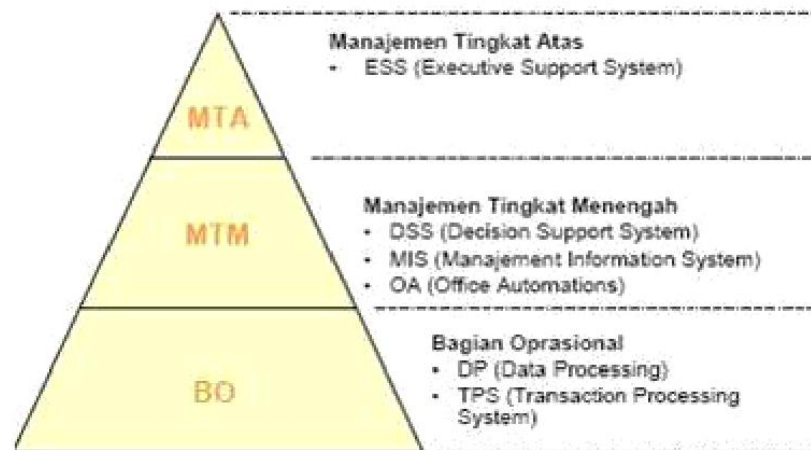 Manajemen Tingkat Atas
• ESS (Executive Support System)
MTA
Manajemen Tingkat Menengah
• DSS (Decision Support System)
• MIS (Manajement Information System)
• OA (Office Automations)
MTM
Bagian Oprasional
• DP (Data Processing)
• TPS (Transaction Processing
System)
BO